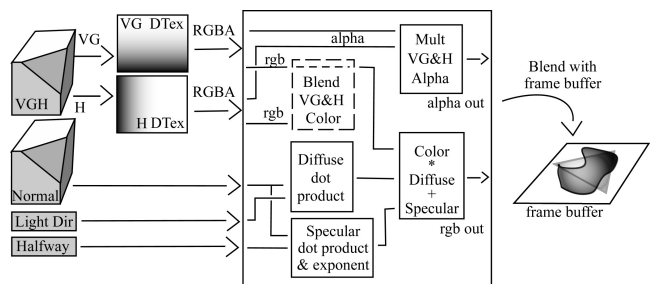 VG
VG DTex
RGBA
VGH
H
H DTex
RGBA
alpha
rgb
rgb
Blend
VG&H
Color
Mult
VG&H
Alpha
alpha out
Blend with
frame buffer
Normal
Light Dir
Halfway
Diffuse
dot
product
Specular
dot product
& exponent
Color
*
Diffuse
+
Specular
rgb out
frame buffer